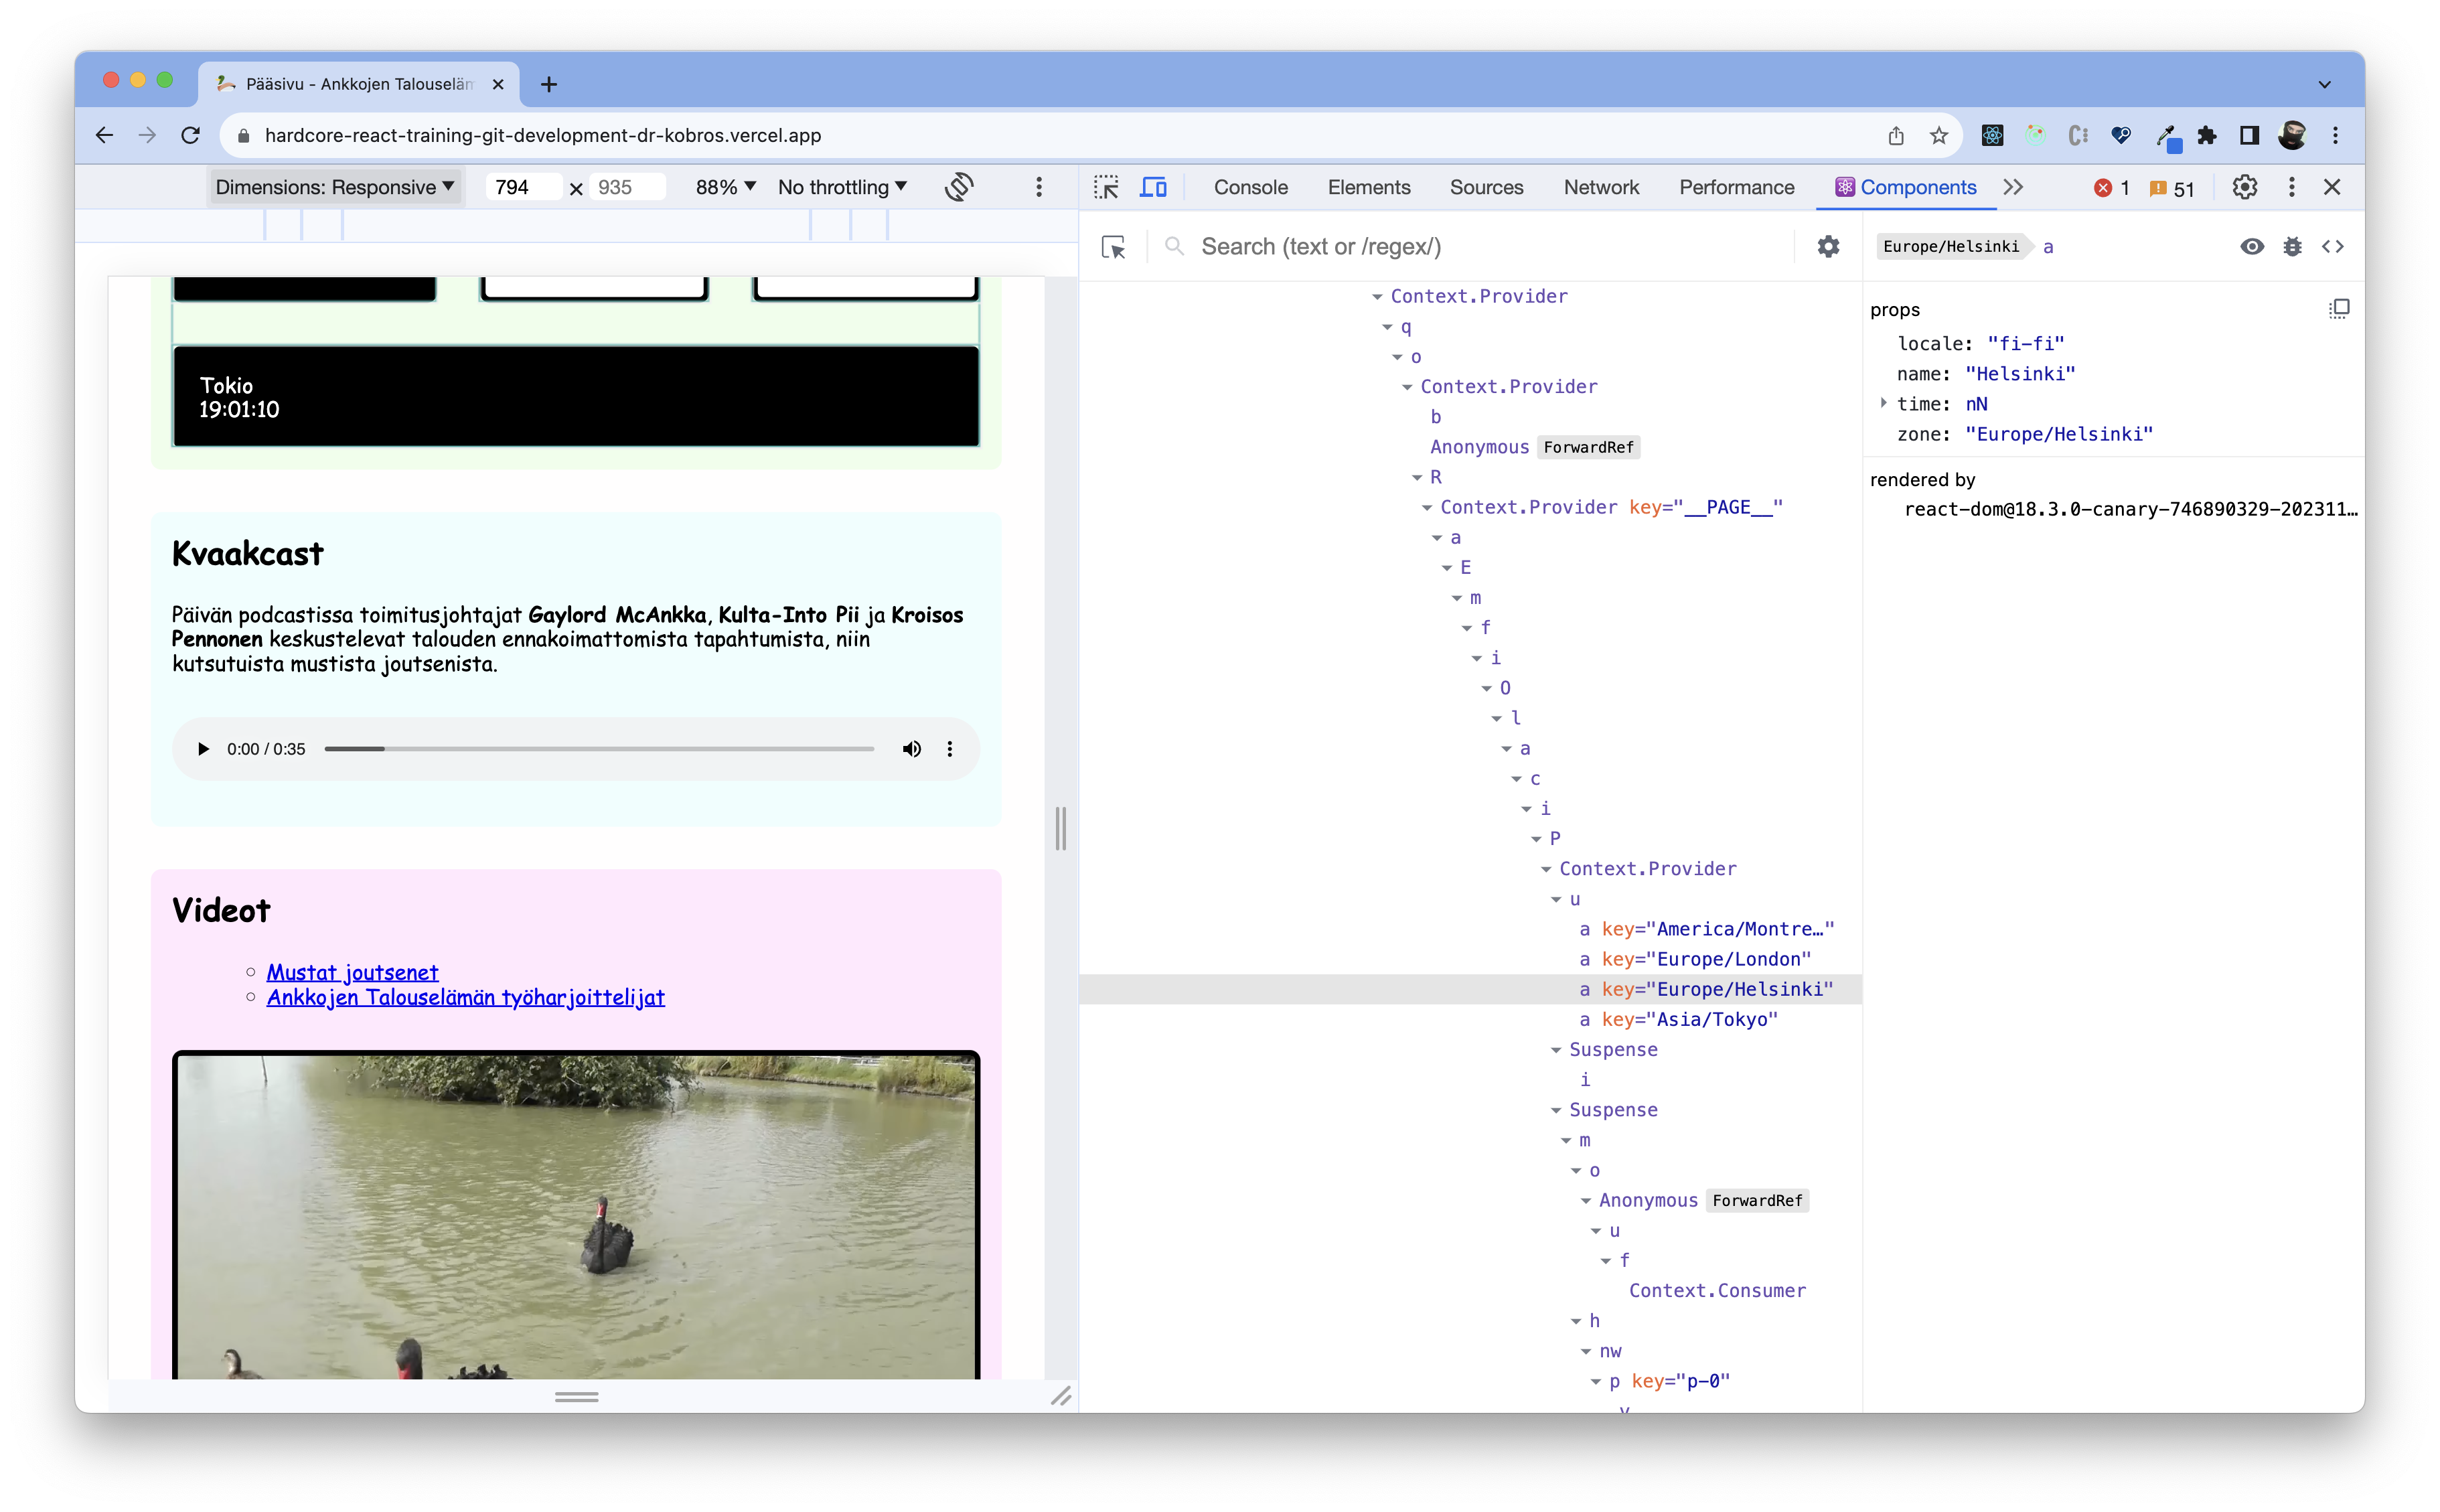 Pääsivu - Ankkojen Talouseläm
hardcore-react-training-git-development-dr-kobros.vercel.app
Dimensions: Responsive
794 × 935
88%
No throttling
Console
Elements
Sources
Network
Performance
Components
1
51
Search (text or /regex/)
Europe/Helsinki
a
Tokio
19:01:10
Kvaakcast
Päivän podcastissa toimitusjohtajat Gaylord McAnkka, Kulta-Into Pii ja Kroisos
Pennonen keskustelevat talouden ennakoimattomista tapahtumista, niin
kutsutuista mustista joutsenista.
0:00 / 0:35
Videot
Mustat joutsenet
Ankkojen Talouselämän työharjoittelijat
Context.Provider
q
o
Context.Provider
b
Anonymous ForwardRef
R
Context.Provider key="__PAGE__"
a
E
m
f
i
O
l
a
c
i
P
Context.Provider
u
a key="America/Montre…"
a key="Europe/London"
a key="Europe/Helsinki"
a key="Asia/Tokyo"
Suspense
i
Suspense
m
o
Anonymous ForwardRef
u
f
Context.Consumer
h
nw
p key="p-0"
props
locale: "fi-fi"
name: "Helsinki"
time: nN
zone: "Europe/Helsinki"
rendered by
react-dom@18.3.0-canary-746890329-202311…